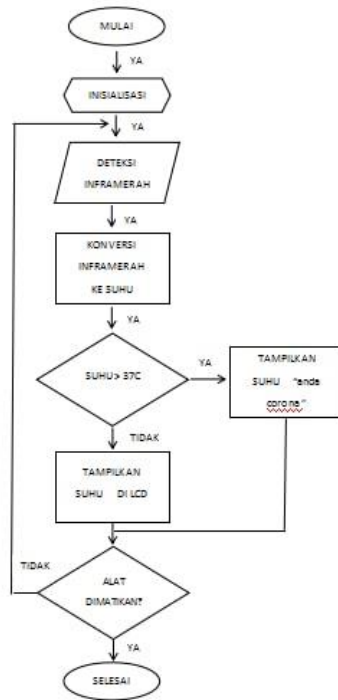 MULAI
YA
INISIALISASI
YA
DETEKSI
INFRAMERAH
YA
KONVERSI
INFRAMERAH
KE SUHU
YA
SUHU> 37C
YA
TAMPILKAN
SUHU "anda
corona"
TIDAK
TAMPILKAN
SUHU DI LCD
TIDAK
ALAT
DIMATIKAN?
YA
SELESAI